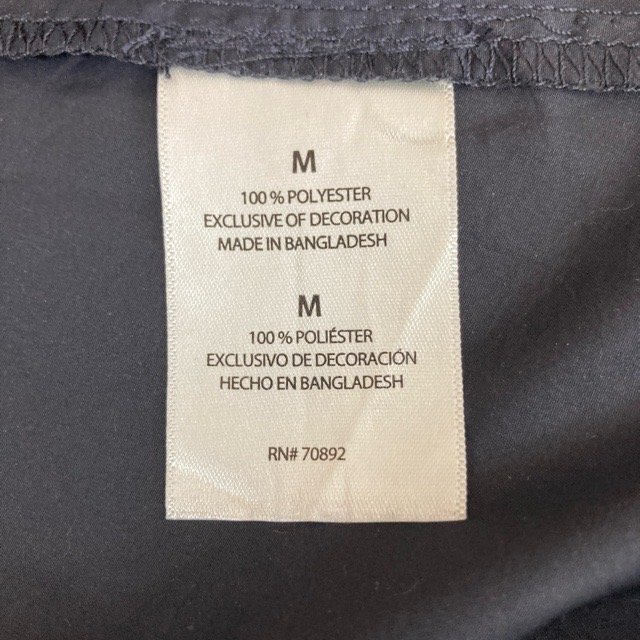 M
100 % POLYESTER
EXCLUSIVE OF DECORATION
MADE IN BANGLADESH
M
100 % POLIÉSTER
EXCLUSIVO DE DECORACIÓN
HECHO EN BANGLADESH
RN# 70892